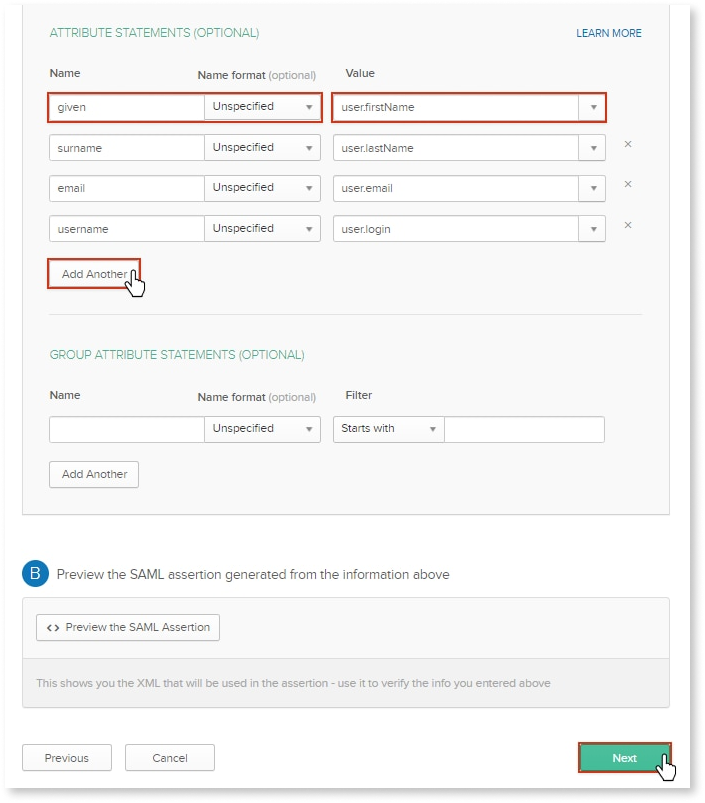 ATTRIBUTE STATEMENTS (OPTIONAL) LEARN MORE
Name Name format (optional) Value
given Unspecified user.firstName
surname Unspecified user.lastName
email Unspecified user.email
username Unspecified user.login
Add Another
GROUP ATTRIBUTE STATEMENTS (OPTIONAL)
Name Name format (optional) Filter
Unspecified Starts with
Add Another
B Preview the SAML assertion generated from the information above
<> Preview the SAML Assertion
This shows you the XML that will be used in the assertion - use it to verify the info you entered above
Previous Cancel Next